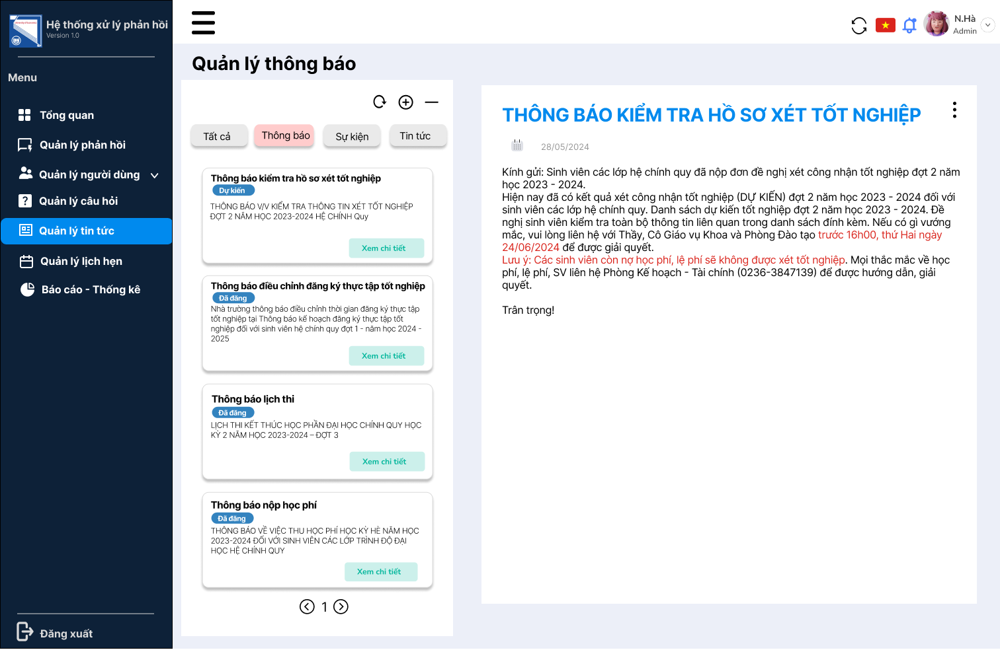 Hệ thống xử lý phản hồi
Version 1.0
Menu
Tổng quan
Quản lý phản hồi
Quản lý người dùng
Quản lý câu hỏi
Quản lý tin tức
Quản lý lịch hẹn
Báo cáo - Thống kê
Đăng xuất
N.Hà
Admin
Quản lý thông báo
Tất cả
Thông báo
Sự kiện
Tin tức
Thông báo kiểm tra hồ sơ xét tốt nghiệp
Dự kiến
THÔNG BÁO V/V KIỂM TRA THÔNG TIN XÉT TỐT NGHIỆP
ĐỢT 2 NĂM HỌC 2023-2024 HỆ CHÍNH Quy
Xem chi tiết
Thông báo điều chỉnh đăng ký thực tập tốt nghiệp
Đã đăng
Nhà trường thông báo điều chỉnh thời gian đăng ký thực tập
tốt nghiệp tại Thông báo kế hoạch đăng ký thực tập tốt
nghiệp đối với sinh viên hệ chính quy đợt 1 - năm học 2024 -
2025
Xem chi tiết
Thông báo lịch thi
Đã đăng
LỊCH THI KẾT THÚC HỌC PHẦN ĐẠI HỌC CHÍNH QUY HỌC
KỲ 2 NĂM HỌC 2023-2024 – ĐỢT 3
Xem chi tiết
Thông báo nộp học phí
Đã đăng
THÔNG BÁO VỀ VIỆC THU HỌC PHÍ HỌC KỲ HÈ NĂM HỌC
2023-2024 ĐỐI VỚI SINH VIÊN CÁC LỚP TRÌNH ĐỘ ĐẠI
HỌC HỆ CHÍNH QUY
Xem chi tiết
1
THÔNG BÁO KIỂM TRA HỒ SƠ XÉT TỐT NGHIỆP
28/05/2024
Kính gửi: Sinh viên các lớp hệ chính quy đã nộp đơn đề nghị xét công nhận tốt nghiệp đợt 2 năm
học 2023 - 2024.
Hiện nay đã có kết quả xét công nhận tốt nghiệp (DỰ KIẾN) đợt 2 năm học 2023 - 2024 đối với
sinh viên các lớp hệ chính quy. Danh sách dự kiến tốt nghiệp đợt 2 năm học 2023 - 2024. Đề
nghị sinh viên kiểm tra toàn bộ thông tin liên quan trong danh sách đính kèm. Nếu có gì vướng
mắc, vui lòng liên hệ với Thầy, Cô Giáo vụ Khoa và Phòng Đào tạo trước 16h00, thứ Hai ngày
24/06/2024 để được giải quyết.
Lưu ý: Các sinh viên còn nợ học phí, lệ phí sẽ không được xét tốt nghiệp. Mọi thắc mắc về học
phí, lệ phí, SV liên hệ Phòng Kế hoạch - Tài chính (0236-3847139) để được hướng dẫn, giải
quyết.
Trân trọng!